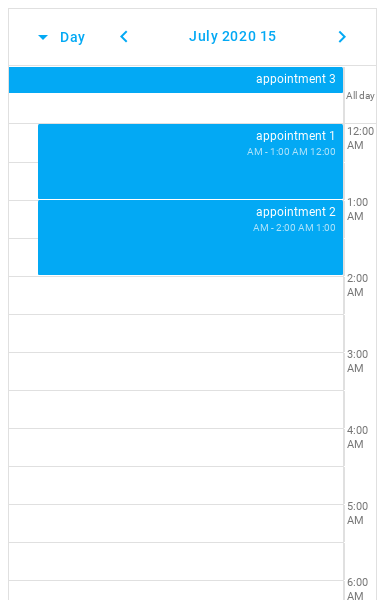 Day
July 2020 15
appointment 3
All day
appointment 1
AM - 1:00 AM 12:00
12:00
AM
appointment 2
AM - 2:00 AM 1:00
1:00
AM
2:00
AM
3:00
AM
4:00
AM
5:00
AM
6:00
AM